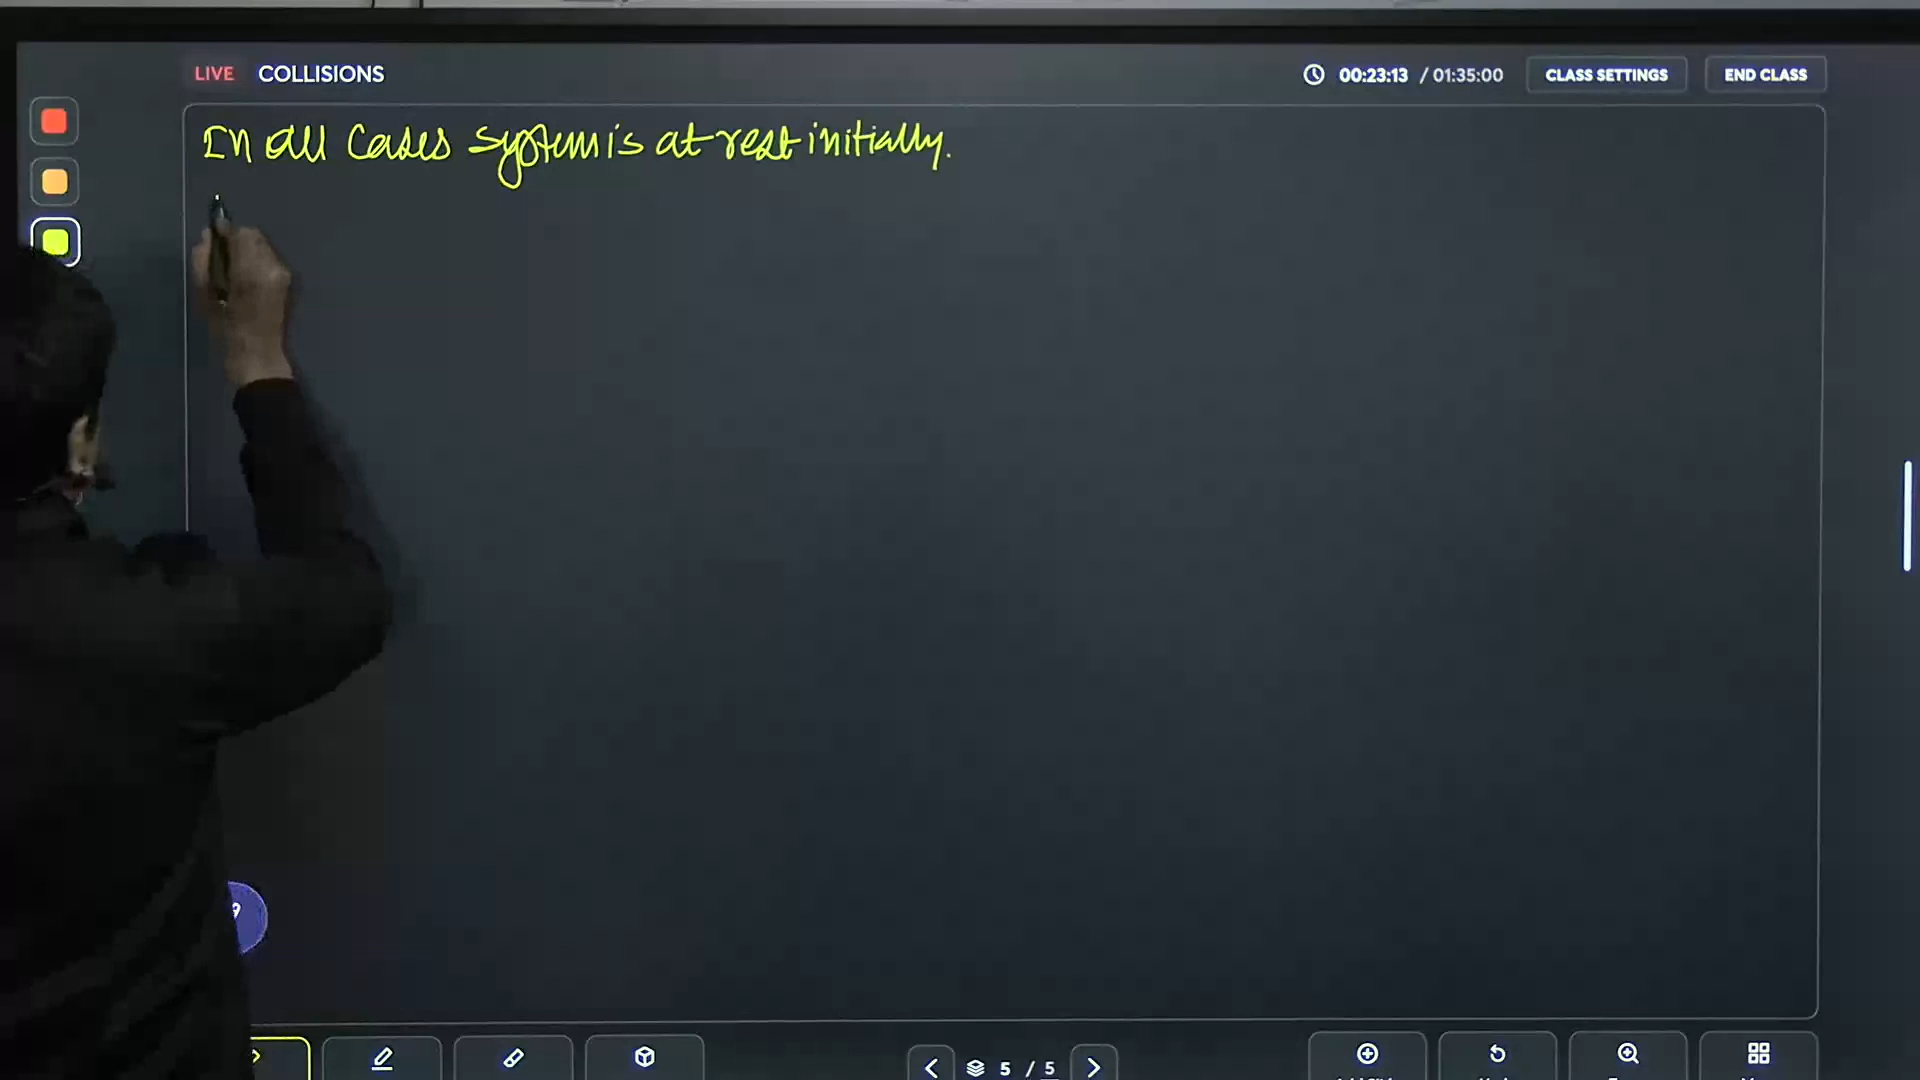 LIVE COLLISIONS 00:23:13 / 01:35:00 CLASS SETTINGS END CLASS
In all Cases system is at rest initially.
9
5 / 5